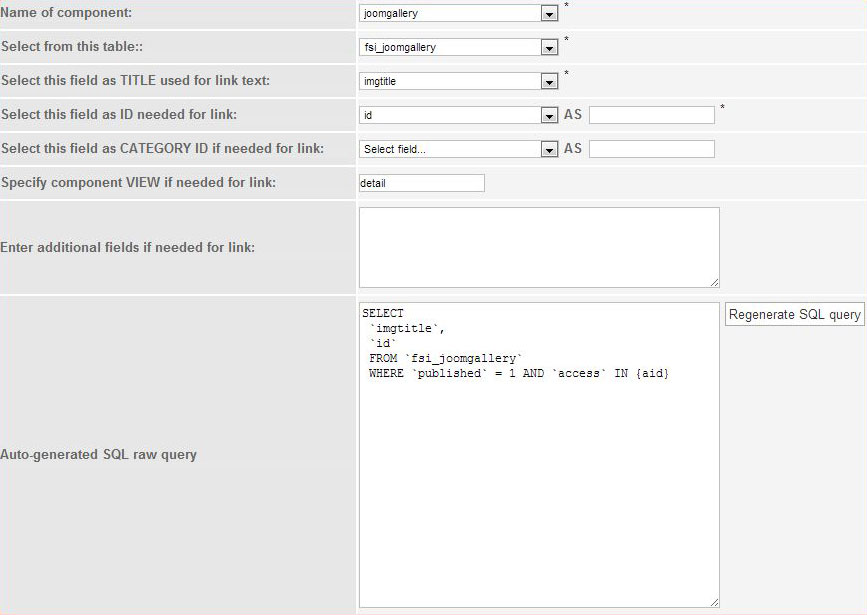 Name of component: joomgallery *
Select from this table:: fsi_joomgallery *
Select this field as TITLE used for link text: imgtitle *
Select this field as ID needed for link: id AS *
Select this field as CATEGORY ID if needed for link: Select field... AS
Specify component VIEW if needed for link: detail
Enter additional fields if needed for link:
Auto-generated SQL raw query
SELECT
`imgtitle`,
`id`
FROM `fsi_joomgallery`
WHERE `published` = 1 AND `access` IN {aid}
Regenerate SQL query